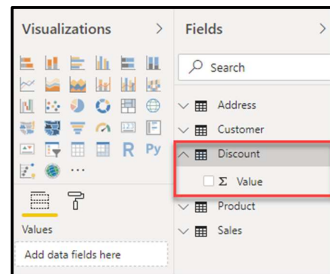 Visualizations
Fields
Search
Address
Customer
Discount
Σ Value
Product
Sales
R Py
Values
Add data fields here